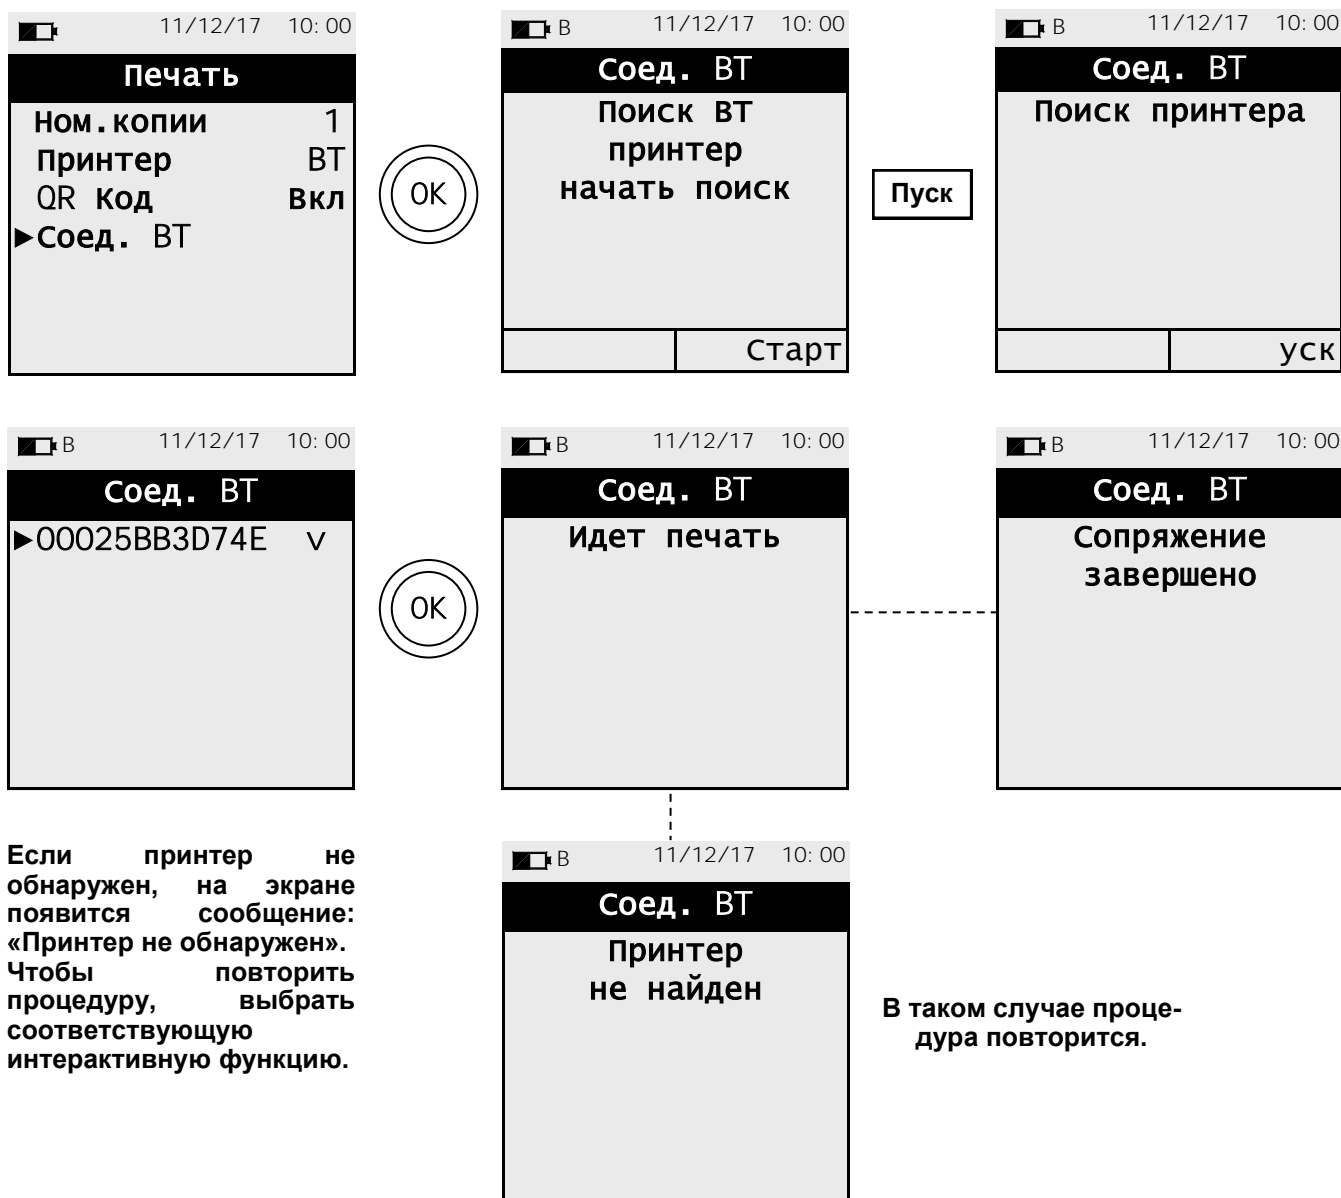 11/12/17 10:00
Печать
Ном.копии 1
Принтер BT
QR Код Вкл
►Соед. BT
OK
B 11/12/17 10:00
Соед. BT
Поиск BT
принтер
начать поиск
Старт
Пуск
B 11/12/17 10:00
Соед. BT
Поиск принтера
уск
B 11/12/17 10:00
Соед. BT
►00025BB3D74E v
OK
B 11/12/17 10:00
Соед. BT
Идет печать
B 11/12/17 10:00
Соед. BT
Сопряжение
завершено
Если принтер не
обнаружен, на экране
появится сообщение:
«Принтер не обнаружен».
Чтобы повторить
процедуру, выбрать
соответствующую
интерактивную функцию.
B 11/12/17 10:00
Соед. BT
Принтер
не найден
В таком случае проце-
дура повторится.